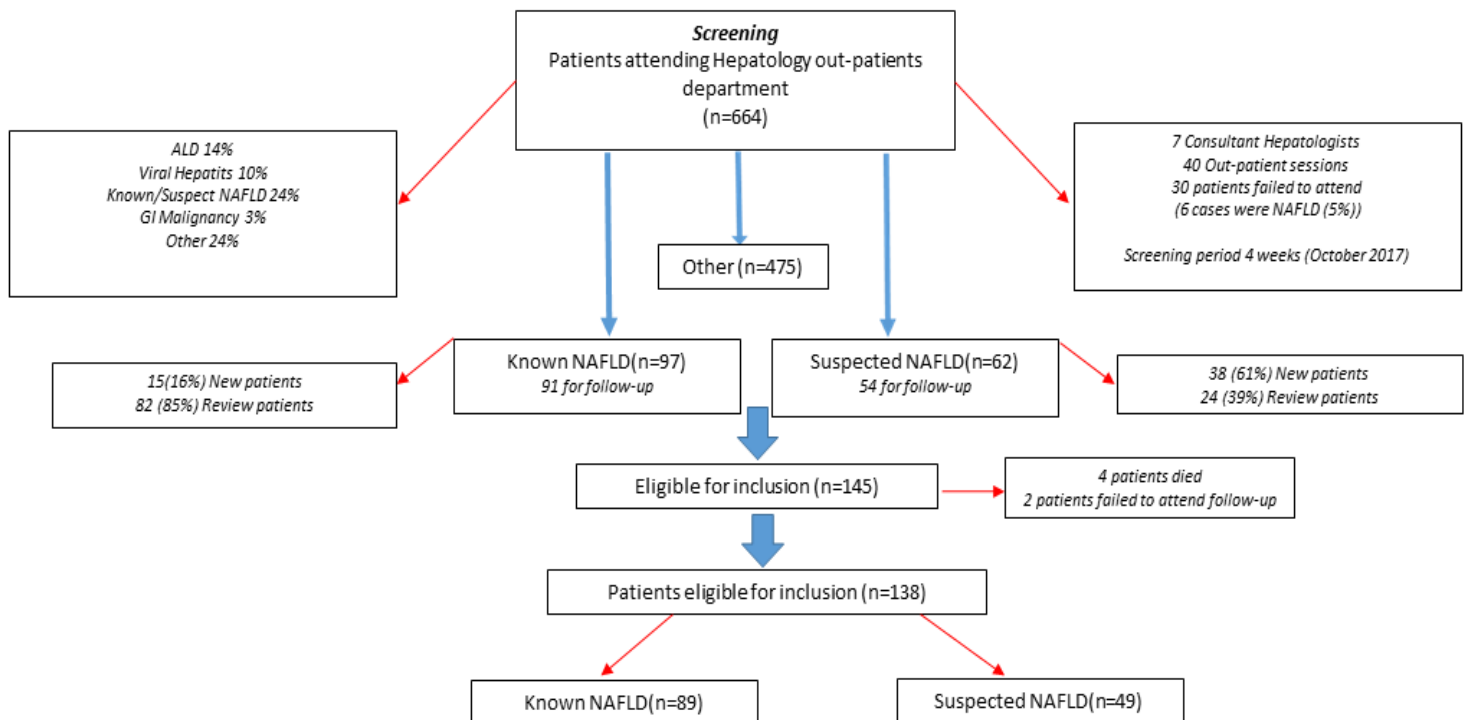 Screening
Patients attending Hepatology out-patients
department
(n=664)
ALD 14%
Viral Hepatits 10%
Known/Suspect NAFLD 24%
GI Malignancy 3%
Other 24%
7 Consultant Hepatologists
40 Out-patient sessions
30 patients failed to attend
(6 cases were NAFLD (5%))
Screening period 4 weeks (October 2017)
Other (n=475)
Known NAFLD(n=97)
91 for follow-up
Suspected NAFLD(n=62)
54 for follow-up
15(16%) New patients
82 (85%) Review patients
38 (61%) New patients
24 (39%) Review patients
Eligible for inclusion (n=145)
4 patients died
2 patients failed to attend follow-up
Patients eligible for inclusion (n=138)
Known NAFLD(n=89)
Suspected NAFLD(n=49)